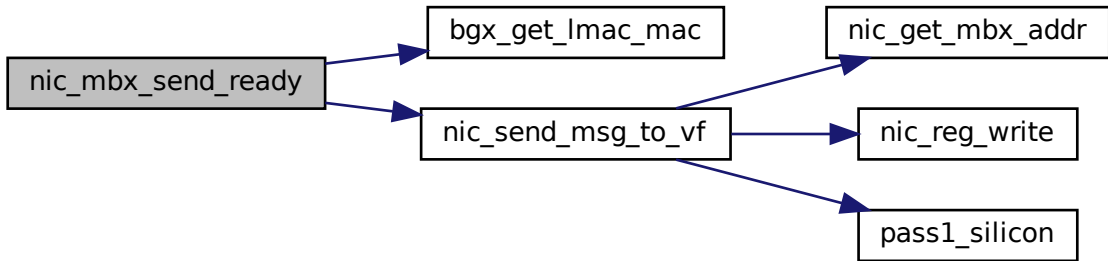 nic_mbx_send_ready
bgx_get_lmac_mac
nic_send_msg_to_vf
nic_get_mbx_addr
nic_reg_write
pass1_silicon